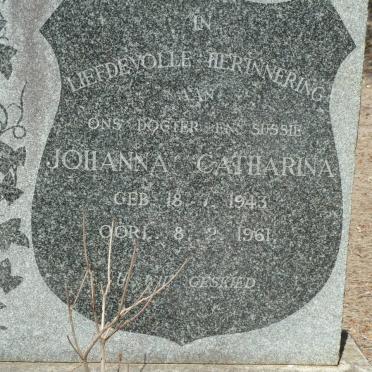 IN
LIEFDEVOLLE HERINNERING
AAN
ONS DOGTER EN SUSSIE
JOHANNA CATHARINA
GEB. 18. 7. 1943
OORL. 8. 2. 1961
U WIL GESKIED